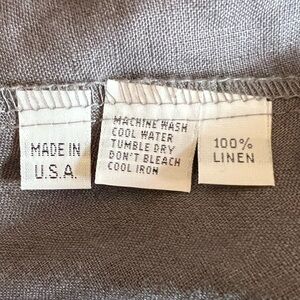 MADE IN
U.S.A.
MACHINE WASH
COOL WATER
TUMBLE DRY
DON'T BLEACH
COOL IRON
100%
LINEN